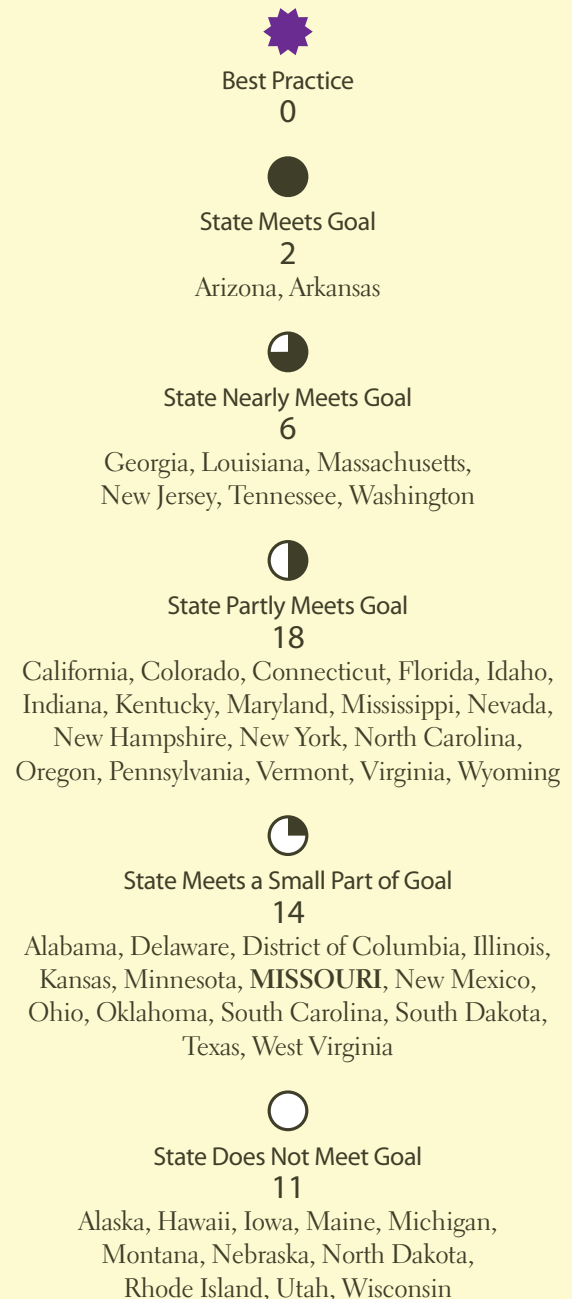 Best Practice
0
State Meets Goal
2
Arizona, Arkansas
State Nearly Meets Goal
6
Georgia, Louisiana, Massachusetts,
New Jersey, Tennessee, Washington
State Partly Meets Goal
18
California, Colorado, Connecticut, Florida, Idaho,
Indiana, Kentucky, Maryland, Mississippi, Nevada,
New Hampshire, New York, North Carolina,
Oregon, Pennsylvania, Vermont, Virginia, Wyoming
State Meets a Small Part of Goal
14
Alabama, Delaware, District of Columbia, Illinois,
Kansas, Minnesota, MISSOURI, New Mexico,
Ohio, Oklahoma, South Carolina, South Dakota,
Texas, West Virginia
State Does Not Meet Goal
11
Alaska, Hawaii, Iowa, Maine, Michigan,
Montana, Nebraska, North Dakota,
Rhode Island, Utah, Wisconsin